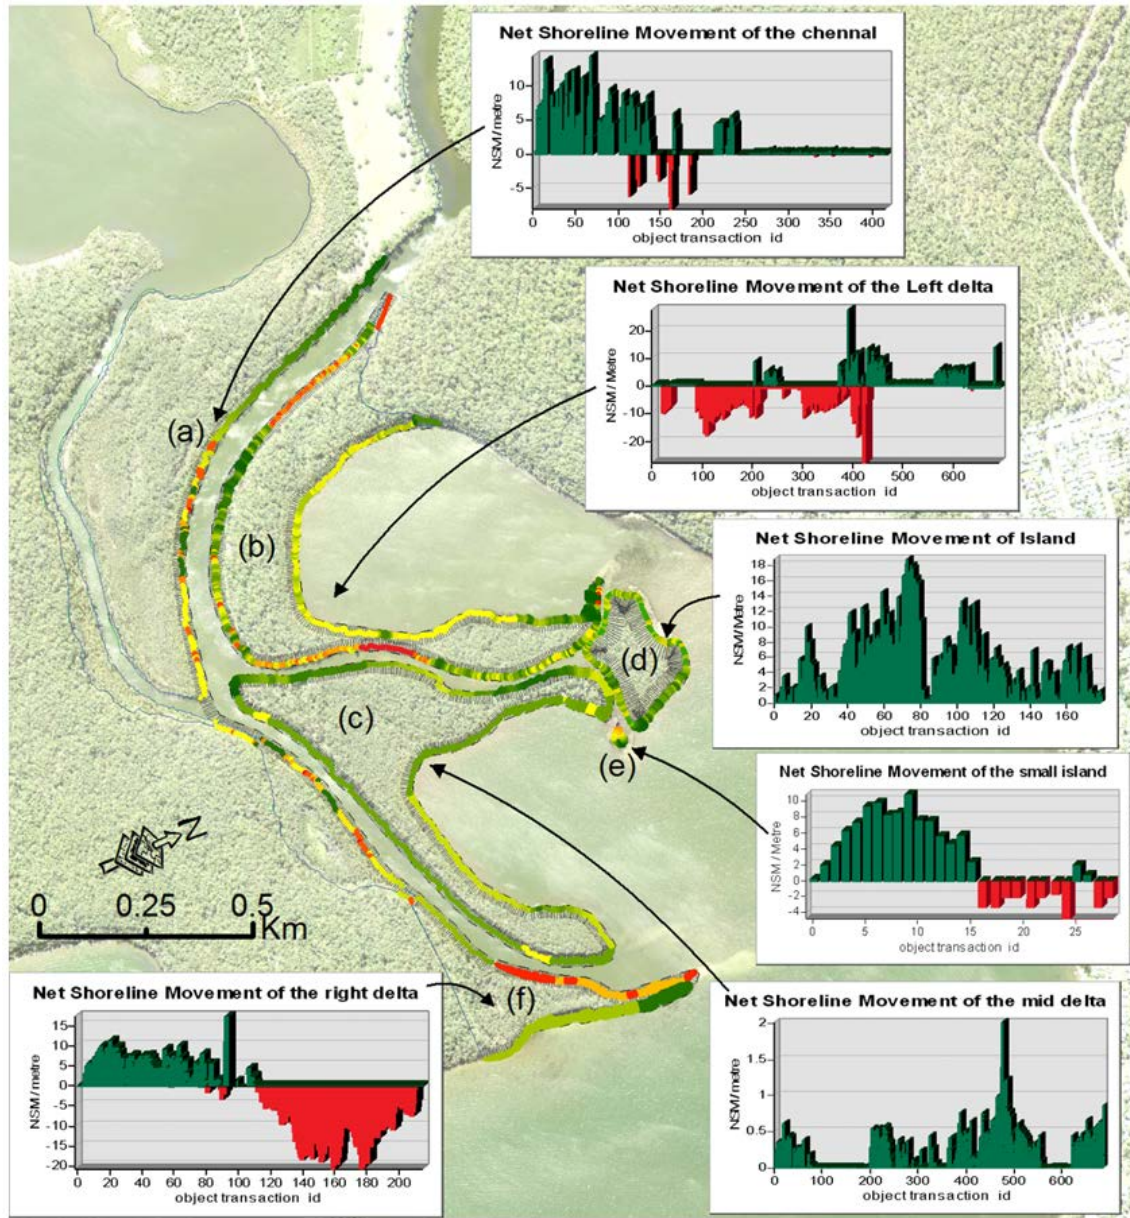 Net Shoreline Movement of the chennal
NSM / metre
10
5
0
-5
0 50 100 150 200 250 300 350 400
object transaction id
Net Shoreline Movement of the Left delta
NSM / Metre
20
10
0
-10
-20
0 100 200 300 400 500 600
object transaction id
(a)
(b)
Net Shoreline Movement of Island
NSM/Metre
18
16
14
12
10
8
6
4
2
0
0 20 40 60 80 100 120 140 160
object transaction id
(d)
(c)
(e)
Net Shoreline Movement of the small island
NSM / Metre
10
8
6
4
2
0
-2
-4
0 5 10 15 20 25
object transaction id
N
0 0.25 0.5
Km
(f)
Net Shoreline Movement of the right delta
NSM / metre
15
10
5
0
-5
-10
-15
-20
0 20 40 60 80 100 120 140 160 180 200
object transaction id
Net Shoreline Movement of the mid delta
NSM/metre
2
1.5
1
0.5
0
0 100 200 300 400 500 600
object transaction id